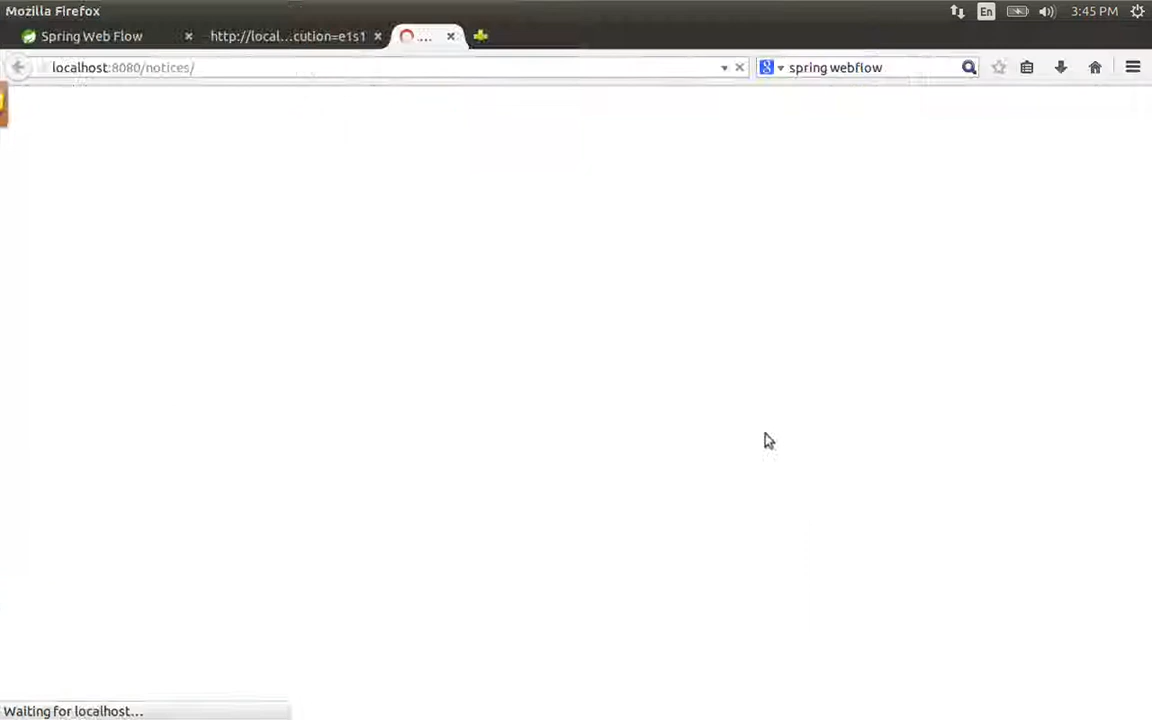 Mozilla Firefox
En
3:45 PM
Spring Web Flow
http://local...cution=e1s1
....
localhost:8080/notices/
spring webflow
Waiting for localhost...